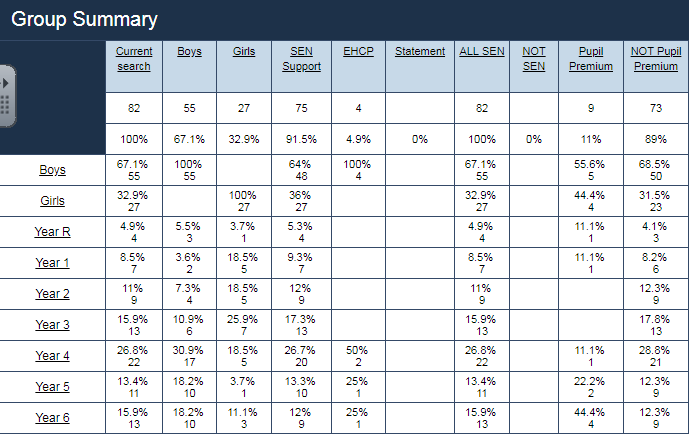 Group Summary
Current search Boys Girls SEN Support EHCP Statement ALL SEN NOT SEN Pupil Premium NOT Pupil Premium
82 55 27 75 4 82 9 73
100% 67.1% 32.9% 91.5% 4.9% 0% 100% 0% 11% 89%
Boys 67.1% 55 100% 55 64% 48 100% 4 67.1% 55 55.6% 5 68.5% 50
Girls 32.9% 27 100% 27 36% 27 32.9% 27 44.4% 4 31.5% 23
Year R 4.9% 4 5.5% 3 3.7% 1 5.3% 4 4.9% 4 11.1% 1 4.1% 3
Year 1 8.5% 7 3.6% 2 18.5% 5 9.3% 7 8.5% 7 11.1% 1 8.2% 6
Year 2 11% 9 7.3% 4 18.5% 5 12% 9 11% 9 12.3% 9
Year 3 15.9% 13 10.9% 6 25.9% 7 17.3% 13 15.9% 13 17.8% 13
Year 4 26.8% 22 30.9% 17 18.5% 5 26.7% 20 50% 2 26.8% 22 11.1% 1 28.8% 21
Year 5 13.4% 11 18.2% 10 3.7% 1 13.3% 10 25% 1 13.4% 11 22.2% 2 12.3% 9
Year 6 15.9% 13 18.2% 10 11.1% 3 12% 9 25% 1 15.9% 13 44.4% 4 12.3% 9